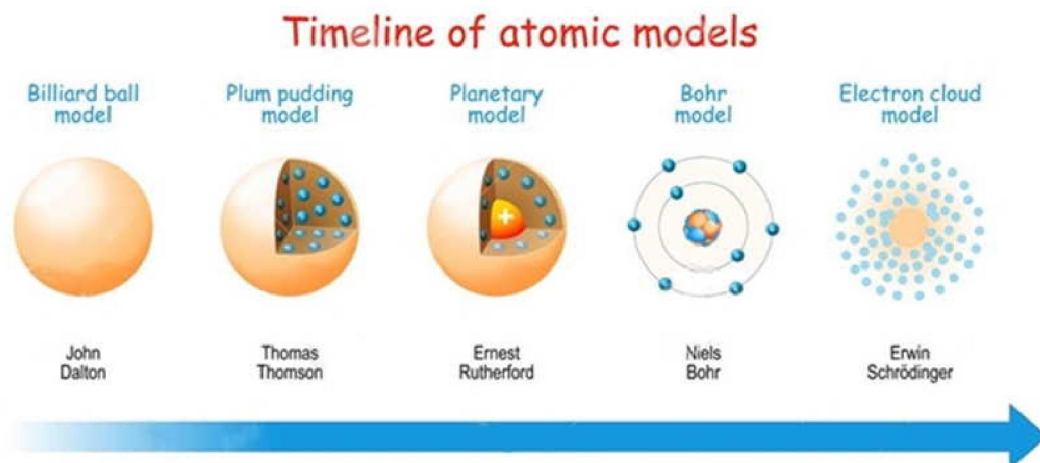 Timeline of atomic models
Billiard ball
model
Plum pudding
model
Planetary
model
Bohr
model
Electron cloud
model
+
John
Dalton
Thomas
Thomson
Ernest
Rutherford
Niels
Bohr
Erwin
Schrödinger